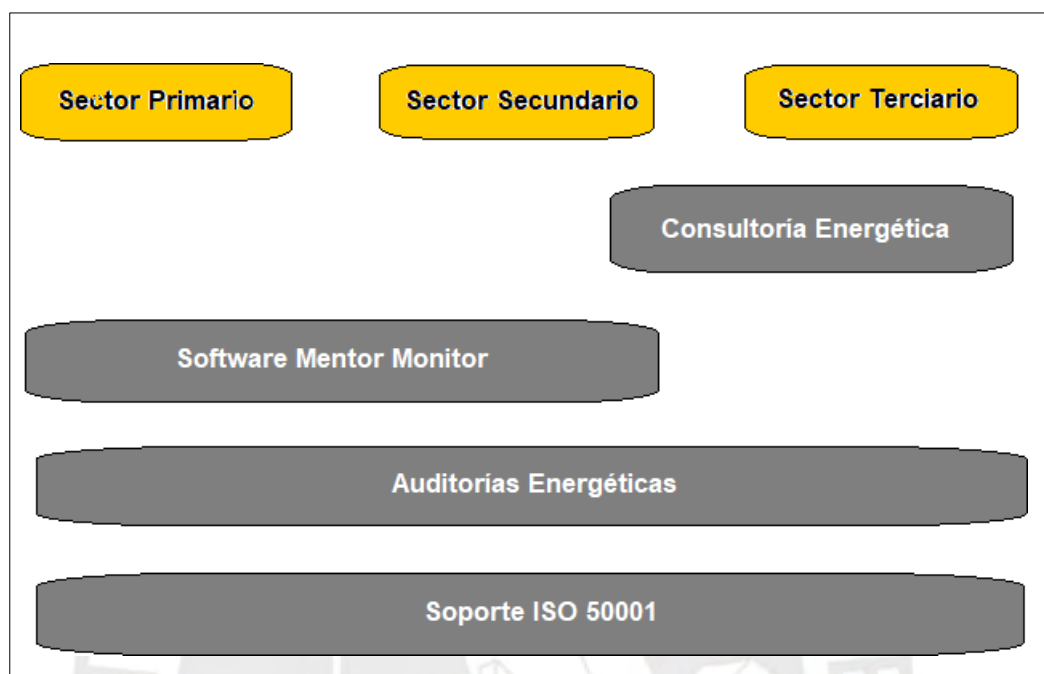 Sector Primario
Sector Secundario
Sector Terciario
Consultoría Energética
Software Mentor Monitor
Auditorías Energéticas
Soporte ISO 50001